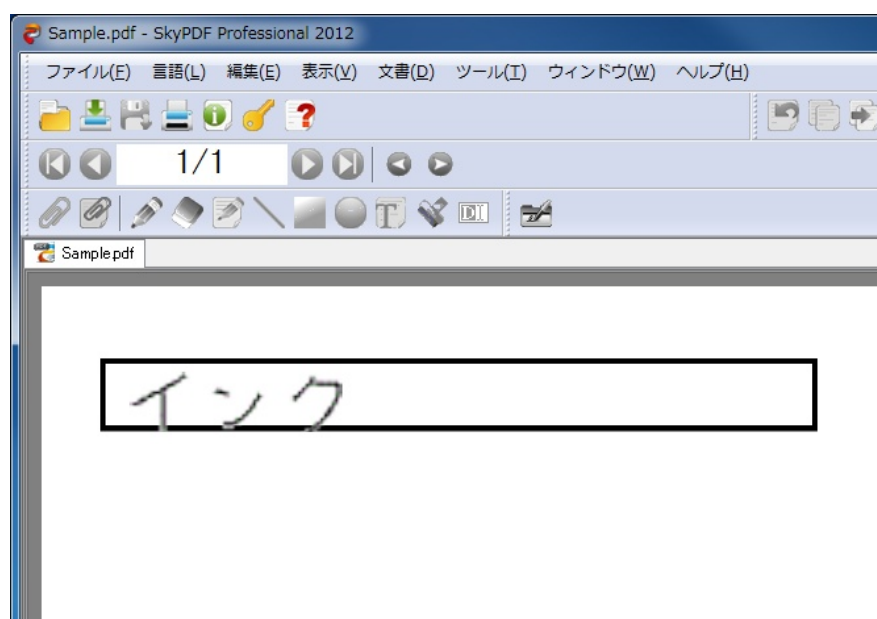 Sample.pdf - SkyPDF Professional 2012
ファイル(F) 言語(L) 編集(E) 表示(V) 文書(D) ツール(T) ウィンドウ(W) ヘルプ(H)
1/1
Sample.pdf
インク